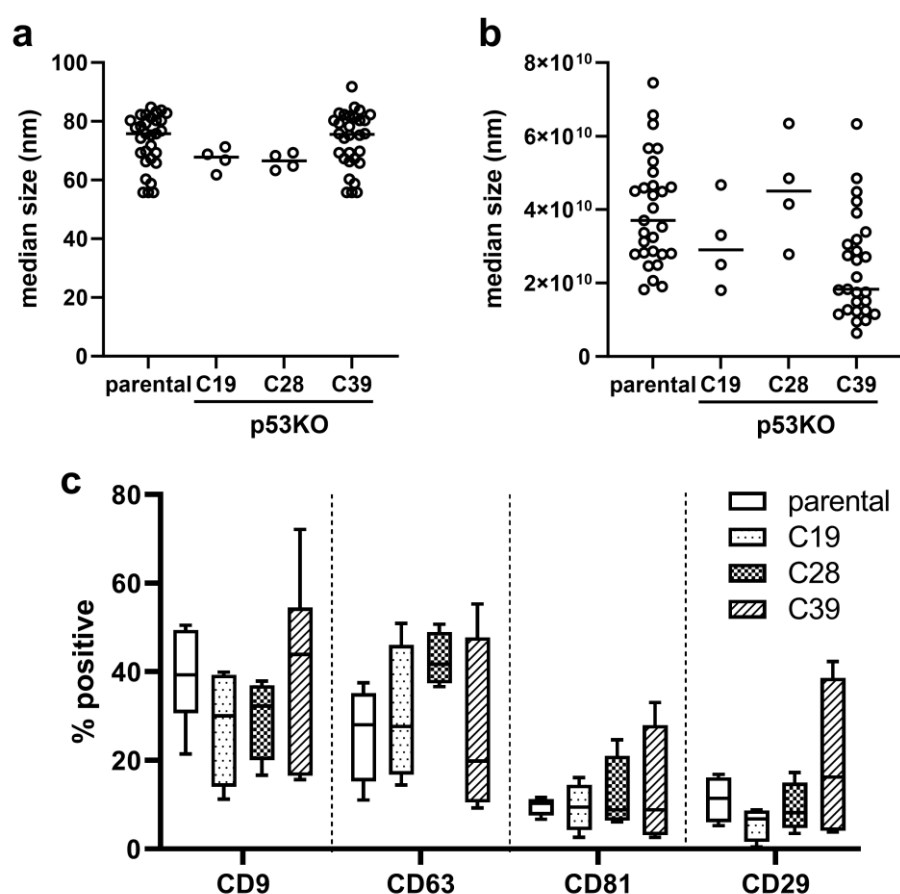 a
median size (nm)
100
80
60
40
20
0
parental C19 C28 C39
p53KO
b
median size (nm)
8×10¹⁰
6×10¹⁰
4×10¹⁰
2×10¹⁰
0
parental C19 C28 C39
p53KO
c
% positive
80
60
40
20
0
parental
C19
C28
C39
CD9 CD63 CD81 CD29